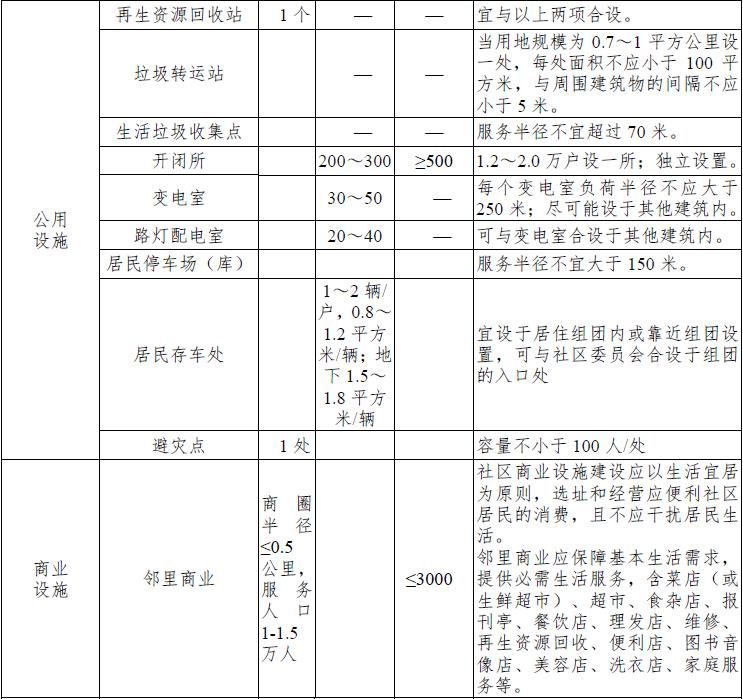 再生资源回收站 1个 — — 宜与以上两项合设。
垃圾转运站 — — 当用地规模为 0.7～1 平方公里设
一处，每处面积不应小于 100 平
方米，与周围建筑物的间隔不应
小于 5 米。
生活垃圾收集点 — — 服务半径不宜超过 70 米。
开闭所 200～300 ≥500 1.2～2.0 万户设一所；独立设置。
公用
设施
变电室 30～50 — 每个变电室负荷半径不应大于
250 米；尽可能设于其他建筑内。
路灯配电室 20～40 — 可与变电室合设于其他建筑内。
居民停车场（库） 服务半径不宜大于 150 米。
居民存车处
1～2 辆/
户，0.8～
1.2 平方
米/辆；地
下 1.5～
1.8 平方
米/辆
宜设于居住组团内或靠近组团设
置，可与社区委员会合设于组团
的入口处
避灾点 1处 容量不小于 100 人/处
商业
设施
邻里商业
商圈
半径
≤0.5
公里，
服务
人口
1-1.5
万人
≤3000
社区商业设施建设应以生活宜居
为原则，选址和经营应便利社区
居民的消费，且不应干扰居民生
活。
邻里商业应保障基本生活需求，
提供必需生活服务，含菜店（或
生鲜超市）、超市、食杂店、报
刊亭、餐饮店、理发店、维修、
再生资源回收、便利店、图书音
像店、美容店、洗衣店、家庭服
务等。